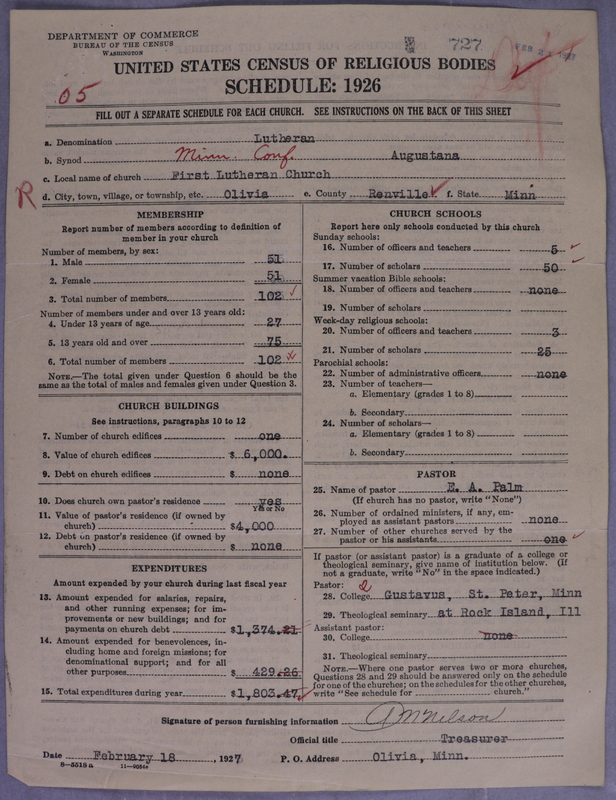 DEPARTMENT OF COMMERCE
BUREAU OF THE CENSUS
WASHINGTON
727
UNITED STATES CENSUS OF RELIGIOUS BODIES
SCHEDULE: 1926
05
FILL OUT A SEPARATE SCHEDULE FOR EACH CHURCH. SEE INSTRUCTIONS ON THE BACK OF THIS SHEET
a. Denomination Lutheran
b. Synod Minn. Conf. Augustana
c. Local name of church First Lutheran Church
R d. City, town, village, or township, etc. Olivia e. County Renville f. State Minn
MEMBERSHIP
Report number of members according to definition of member in your church
Number of members, by sex:
1. Male 51
2. Female 51
3. Total number of members 102
Number of members under and over 13 years old:
4. Under 13 years of age 27
5. 13 years old and over 75
6. Total number of members 102
NOTE.—The total given under Question 6 should be the
same as the total of males and females given under Question 3.
CHURCH BUILDINGS
See instructions, paragraphs 10 to 12
7. Number of church edifices one
8. Value of church edifices $ 6,000.
9. Debt on church edifices $ none
10. Does church own pastor's residence yes
Yes or No
11. Value of pastor's residence (if owned by
church) $4,000
12. Debt on pastor's residence (if owned by
church) $ none
EXPENDITURES
Amount expended by your church during last fiscal year
13. Amount expended for salaries, repairs,
and other running expenses; for im-
provements or new buildings; and for
payments on church debt $1,374.21
14. Amount expended for benevolences, in-
cluding home and foreign missions; for
denominational support; and for all
other purposes $ 429.26
15. Total expenditures during year $1,803.47
CHURCH SCHOOLS
Report here only schools conducted by this church
Sunday schools:
16. Number of officers and teachers 5
17. Number of scholars 50
Summer vacation Bible schools:
18. Number of officers and teachers none
19. Number of scholars
Week-day religious schools:
20. Number of officers and teachers 3
21. Number of scholars 25
Parochial schools:
22. Number of administrative officers none
23. Number of teachers—
a. Elementary (grades 1 to 8)
b. Secondary
24. Number of scholars—
a. Elementary (grades 1 to 8)
b. Secondary
PASTOR
25. Name of pastor E. A. Palm
(If church has no pastor, write "None")
26. Number of ordained ministers, if any, em-
ployed as assistant pastors none
27. Number of other churches served by the
pastor or his assistants one
If pastor (or assistant pastor) is a graduate of a college or
theological seminary, give name of institution below. (If
not a graduate, write "No" in the space indicated.)
Pastor: 2
28. College Gustavus, St. Peter, Minn
29. Theological seminary at Rock Island, Ill
Assistant pastor:
30. College none
31. Theological seminary
NOTE.—Where one pastor serves two or more churches,
Questions 28 and 29 should be answered only on the schedule
for one of the churches; on the schedules for the other churches,
write "See schedule for church."
Signature of person furnishing information A M Nelson
Official title Treasurer
Date February 18, 1927 P. O. Address Olivia, Minn.
8-5518a